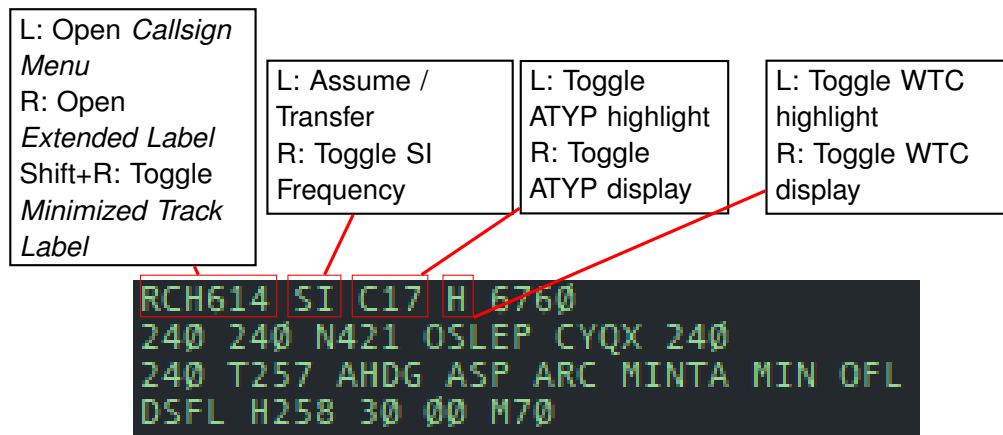 L: Open Callsign
Menu
R: Open
Extended Label
Shift+R: Toggle
Minimized Track
Label
L: Assume /
Transfer
R: Toggle SI
Frequency
L: Toggle
ATYP highlight
R: Toggle
ATYP display
L: Toggle WTC
highlight
R: Toggle WTC
display
RCH614 SI C17 H 6760
240 240 N421 OSLEP CYQX 240
240 T257 AHDG ASP ARC MINTA MIN OFL
DSFL H258 30 00 M70